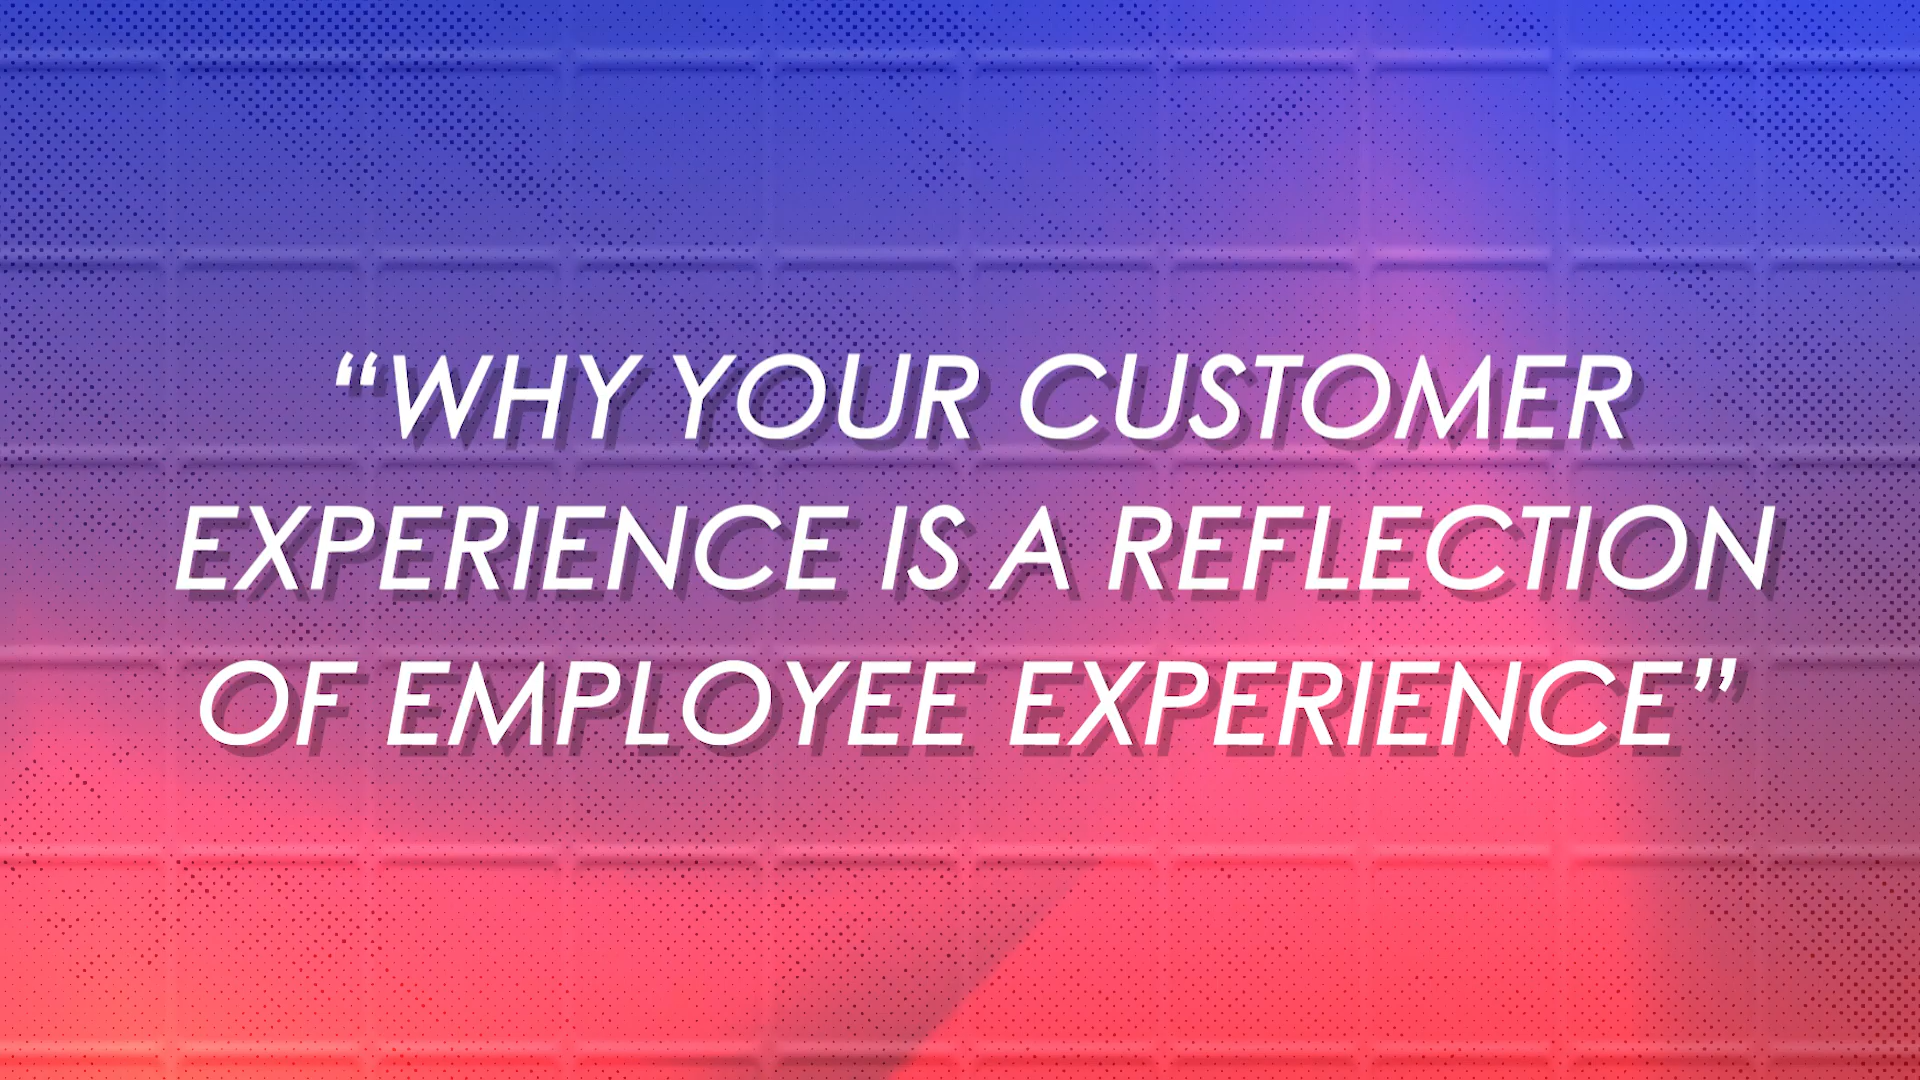 “WHY YOUR CUSTOMER
EXPERIENCE IS A REFLECTION
OF EMPLOYEE EXPERIENCE”